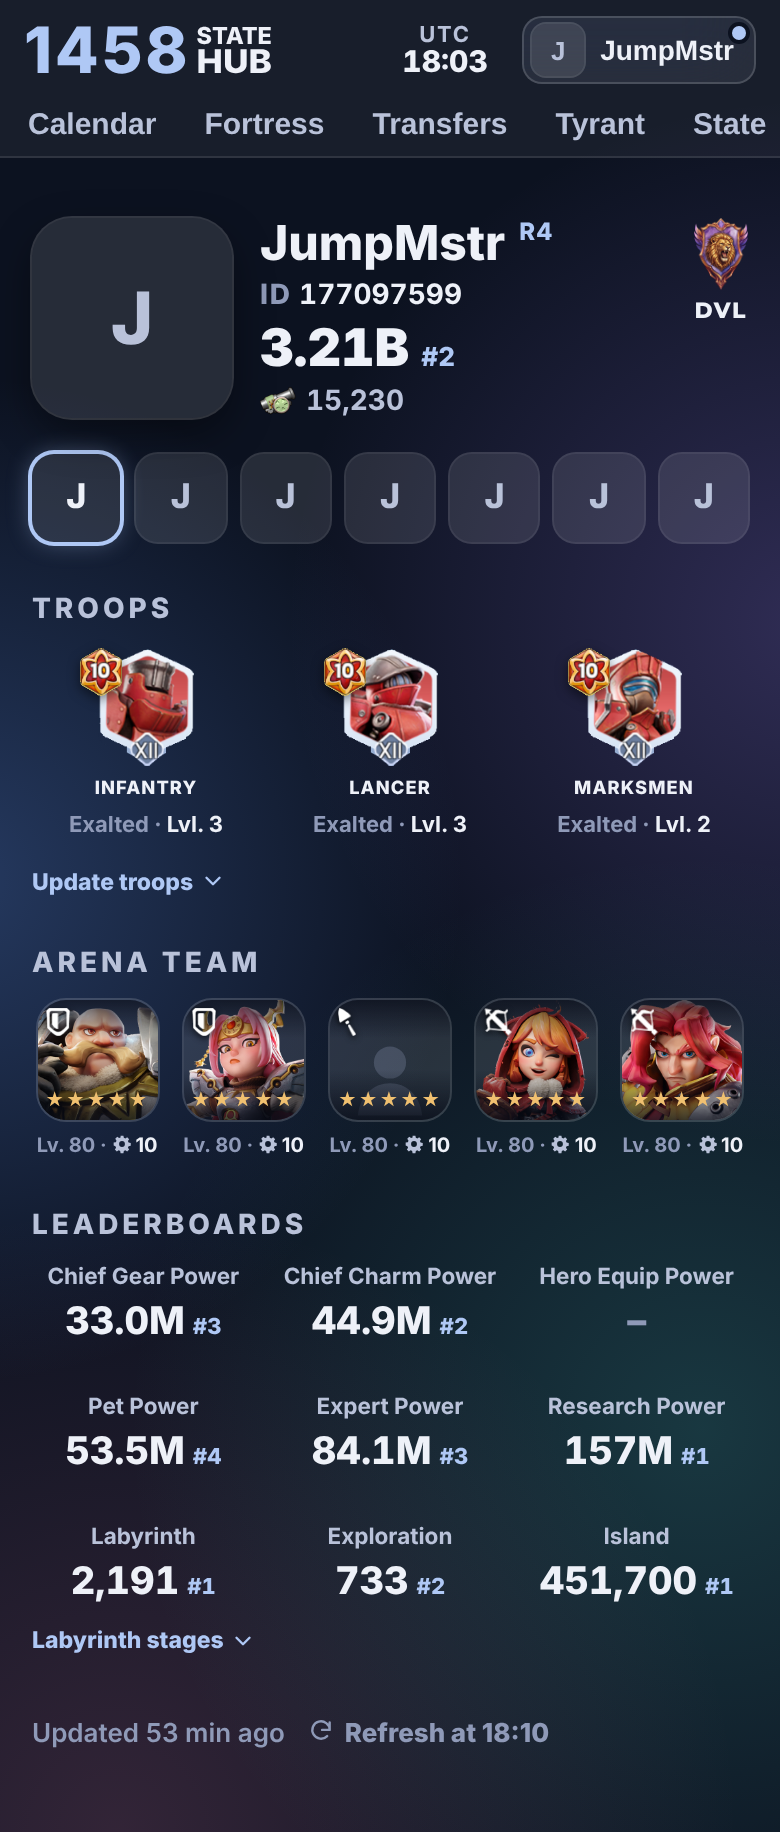 1458 STATE HUB
UTC
18:03
J JumpMstr
Calendar Fortress Transfers Tyrant State
J
JumpMstr R4
ID 177097599
3.21B #2
15,230
DVL
J J J J J J J
TROOPS
10 10 10
XII XII XII
INFANTRY LANCER MARKSMEN
Exalted · Lvl. 3 Exalted · Lvl. 3 Exalted · Lvl. 2
Update troops
ARENA TEAM
Lv. 80 · 10 Lv. 80 · 10 Lv. 80 · 10 Lv. 80 · 10 Lv. 80 · 10
LEADERBOARDS
Chief Gear Power Chief Charm Power Hero Equip Power
33.0M #3 44.9M #2 –
Pet Power Expert Power Research Power
53.5M #4 84.1M #3 157M #1
Labyrinth Exploration Island
2,191 #1 733 #2 451,700 #1
Labyrinth stages
Updated 53 min ago Refresh at 18:10